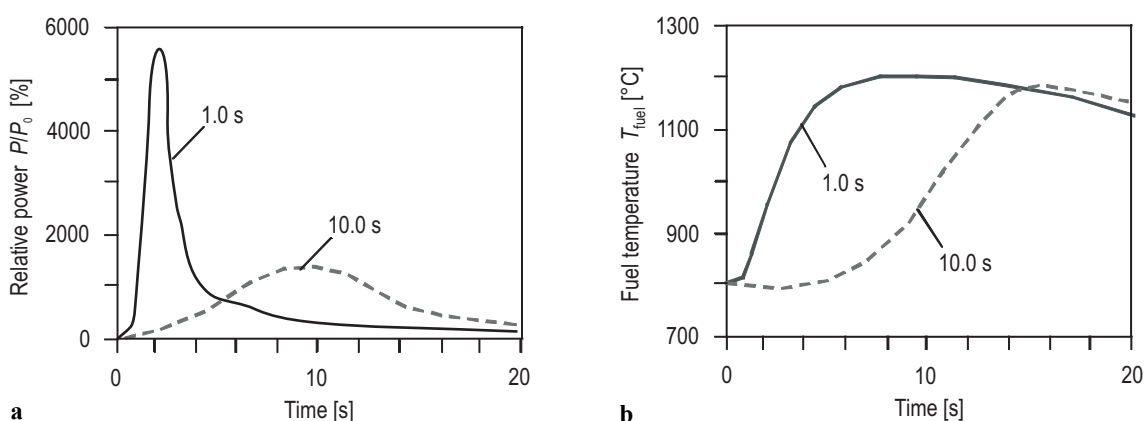 6000
4000
2000
0
Relative power P/P₀ [%]
1.0 s
10.0 s
0
10
20
Time [s]
a
1300
1100
900
700
Fuel temperature T_fuel [°C]
1.0 s
10.0 s
0
10
20
Time [s]
b